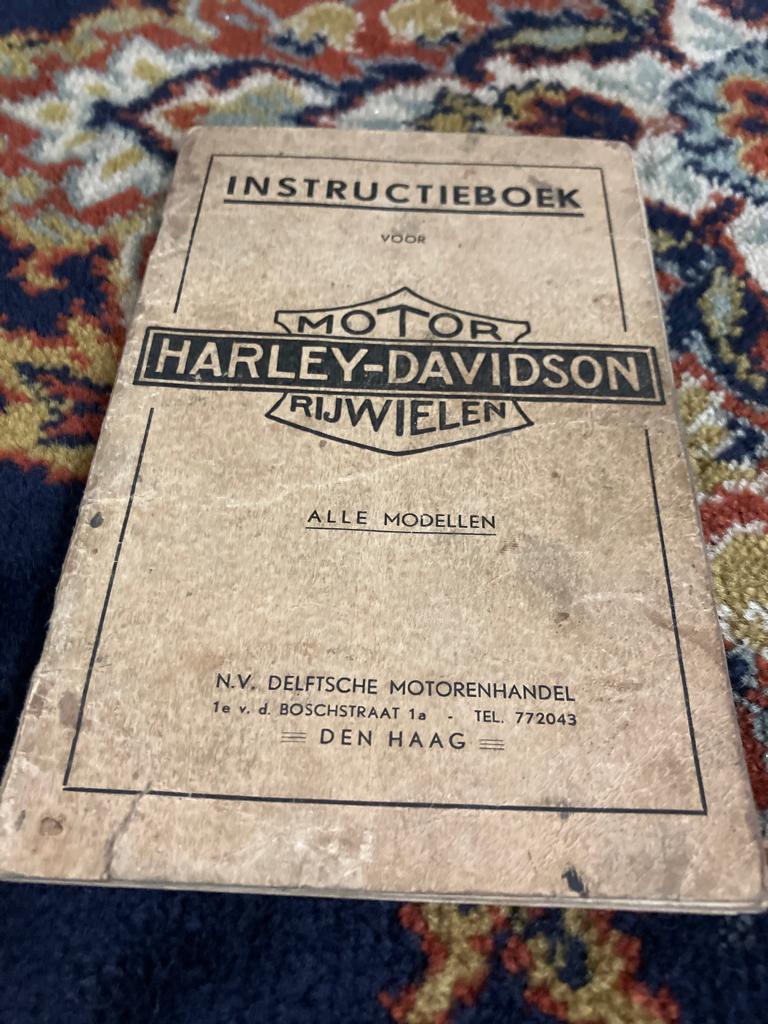 INSTRUCTIEBOEK
VOOR
MOTOR
HARLEY-DAVIDSON
RIJWIELEN
ALLE MODELLEN
N.V. DELFTSCHE MOTORENHANDEL
1e v. d. BOSCHSTRAAT 1a - TEL. 772043
DEN HAAG